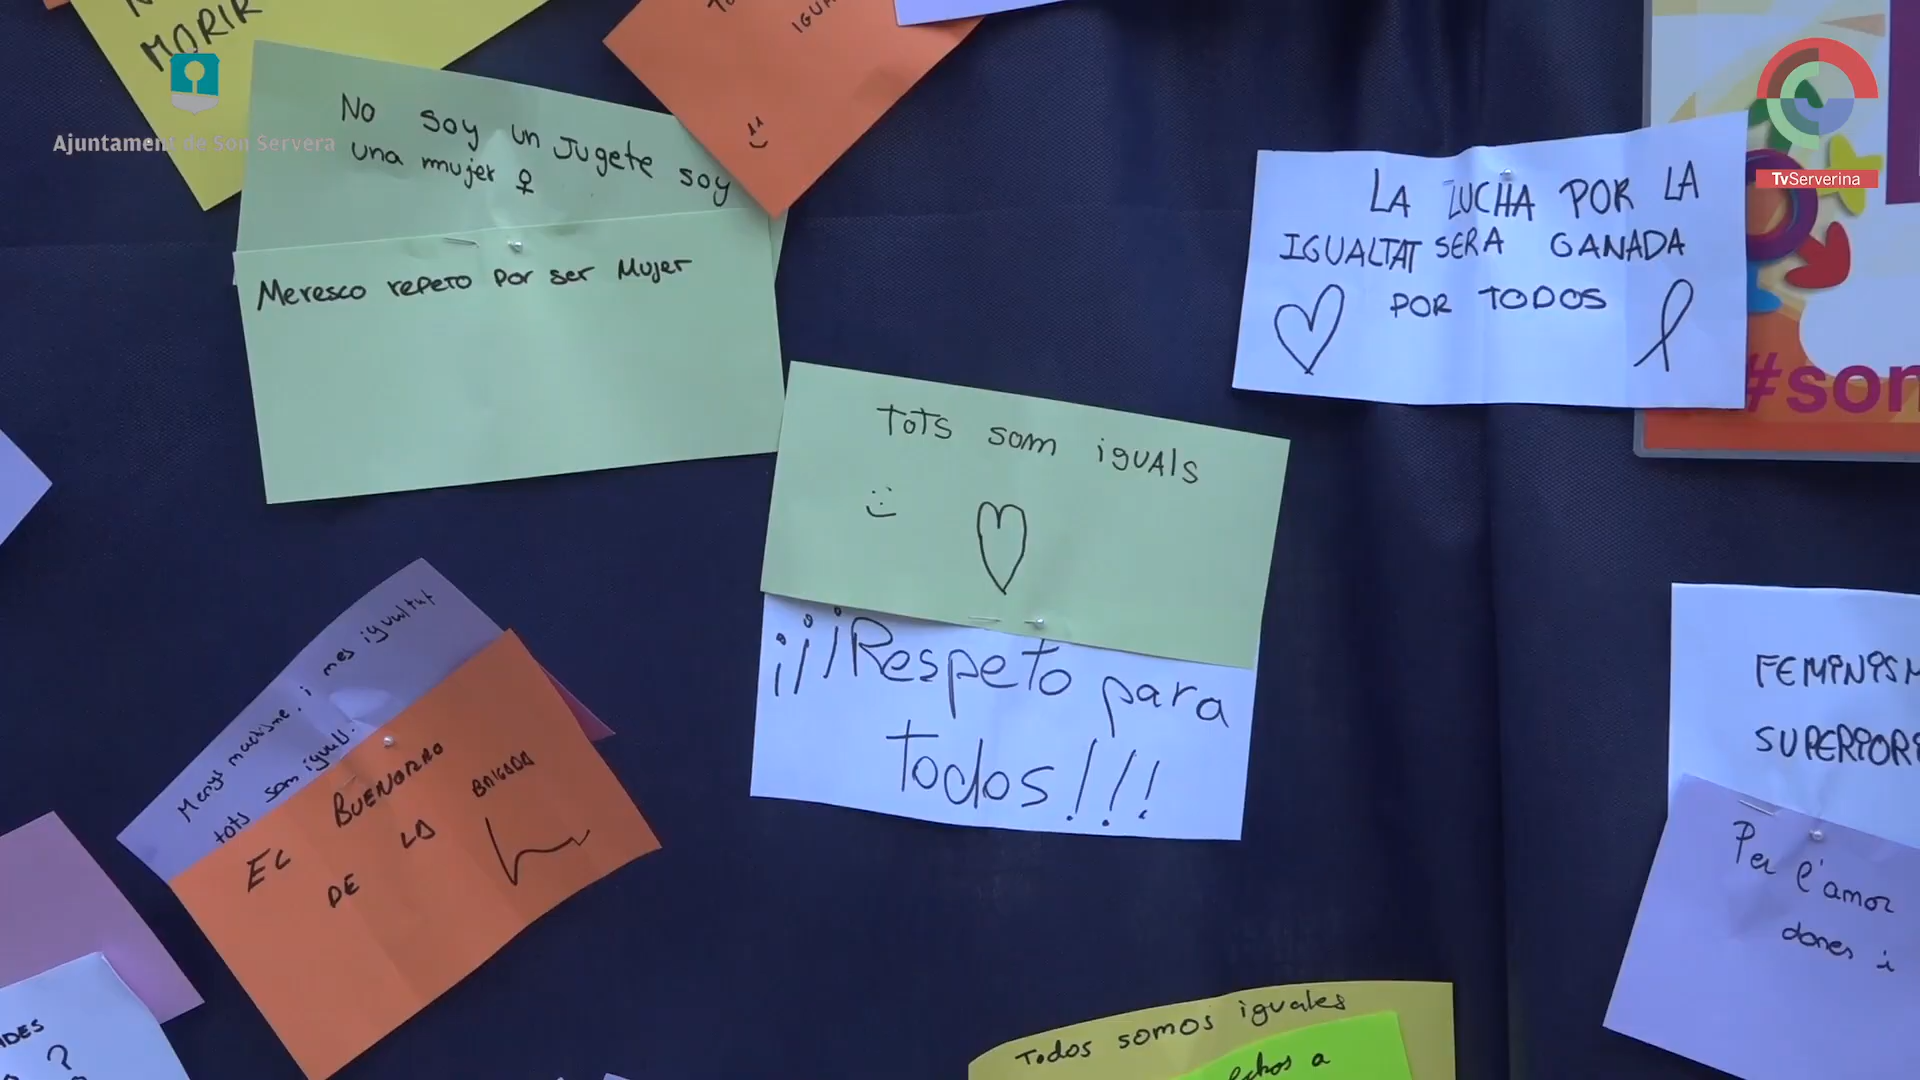 MORIR
Ajuntament de Son Servera
No soy un Jugete soy
una mujer ♀
Meresco repeto por ser Mujer
TvServerina
LA LUCHA POR LA
IGUALTAT SERA GANADA
POR TODOS
#son
Tots som iguals
¡¡¡Respeto para
todos!!!
Menys masclisme, i mes igualtat
tots som iguals.
EL BUENORRO
DE LA BRIGADA
FEMINISM
SUPERIORI
Per l'amor
dones i
Todos somos iguales
a
?